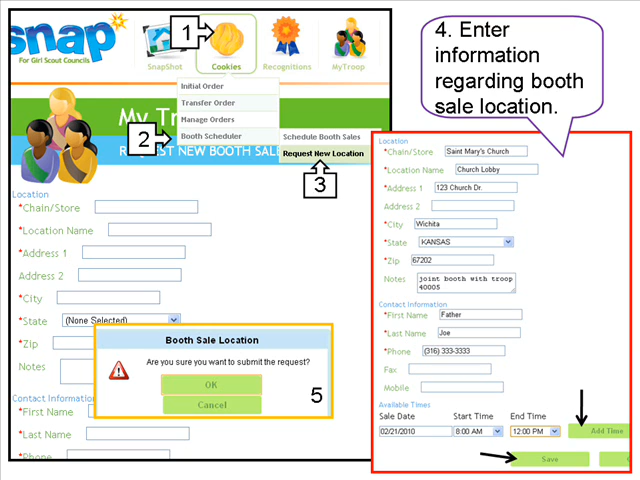 snap
For Girl Scout Councils
1
SnapShot
Cookies
Recognitions
MyTroop
Initial Order
Transfer Order
Manage Orders
Booth Scheduler
Schedule Booth Sales
Request New Location
2
3
My Tr
REQUEST NEW BOOTH SALE
Location
*Chain/Store
*Location Name
*Address 1
Address 2
*City
*State (None Selected)
*Zip
Notes
Contact Information
*First Name
*Last Name
*Phone
Booth Sale Location
Are you sure you want to submit the request?
OK
Cancel
5
4. Enter
information
regarding booth
sale location.
Location
*Chain/Store Saint Mary's Church
*Location Name Church Lobby
*Address 1 123 Church Dr.
Address 2
*City Wichita
*State KANSAS
*Zip 67202
Notes joint booth with troop
40005
Contact Information
*First Name Father
*Last Name Joe
*Phone (316) 333-3333
Fax
Mobile
Available Times
Sale Date Start Time End Time
02/21/2010 8:00 AM 12:00 PM Add Time
Save